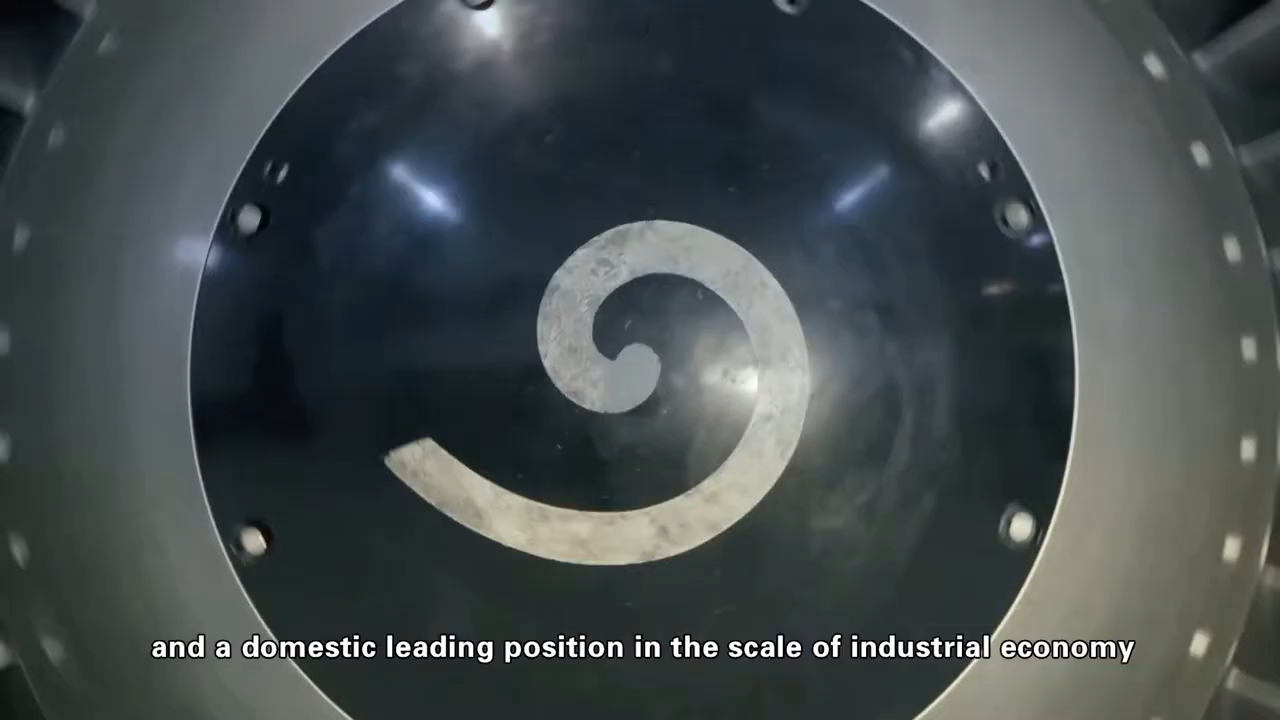 and a domestic leading position in the scale of industrial economy